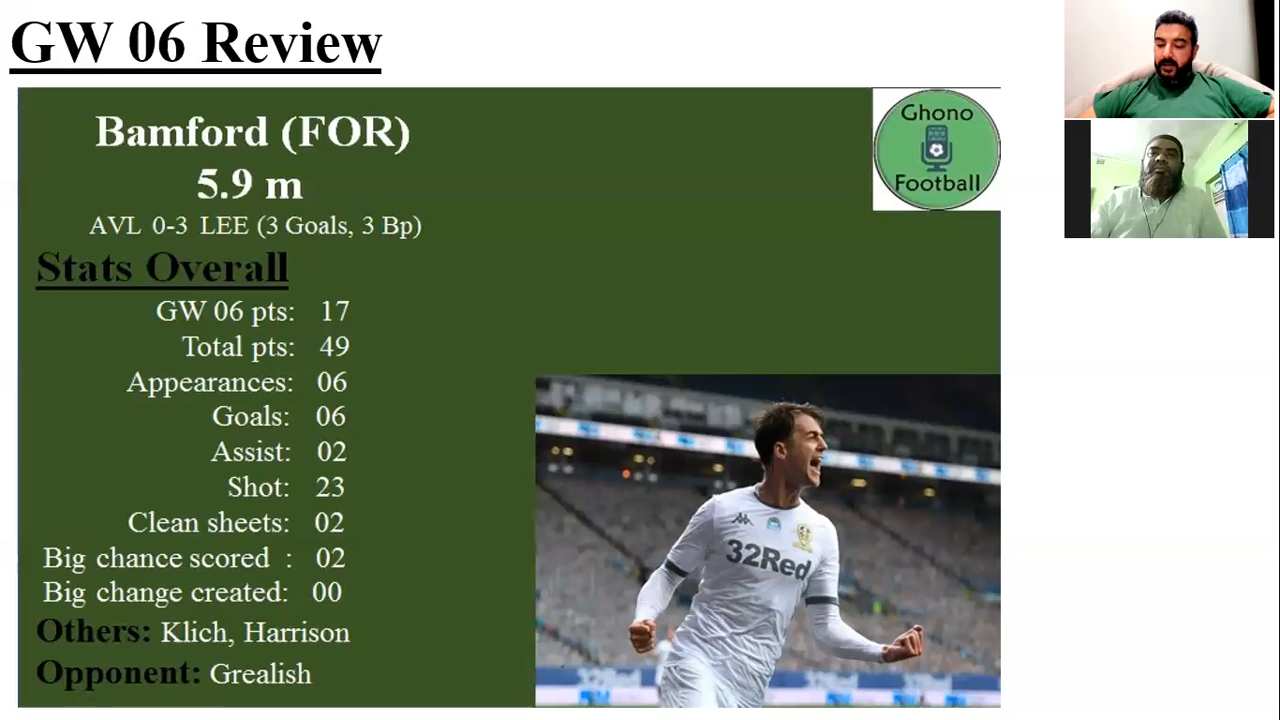 GW 06 Review
Bamford (FOR)
5.9 m
AVL 0-3 LEE (3 Goals, 3 Bp)
Stats Overall
GW 06 pts: 17
Total pts: 49
Appearances: 06
Goals: 06
Assist: 02
Shot: 23
Clean sheets: 02
Big chance scored : 02
Big change created: 00
Others: Klich, Harrison
Opponent: Grealish
Ghono
Football
32Red